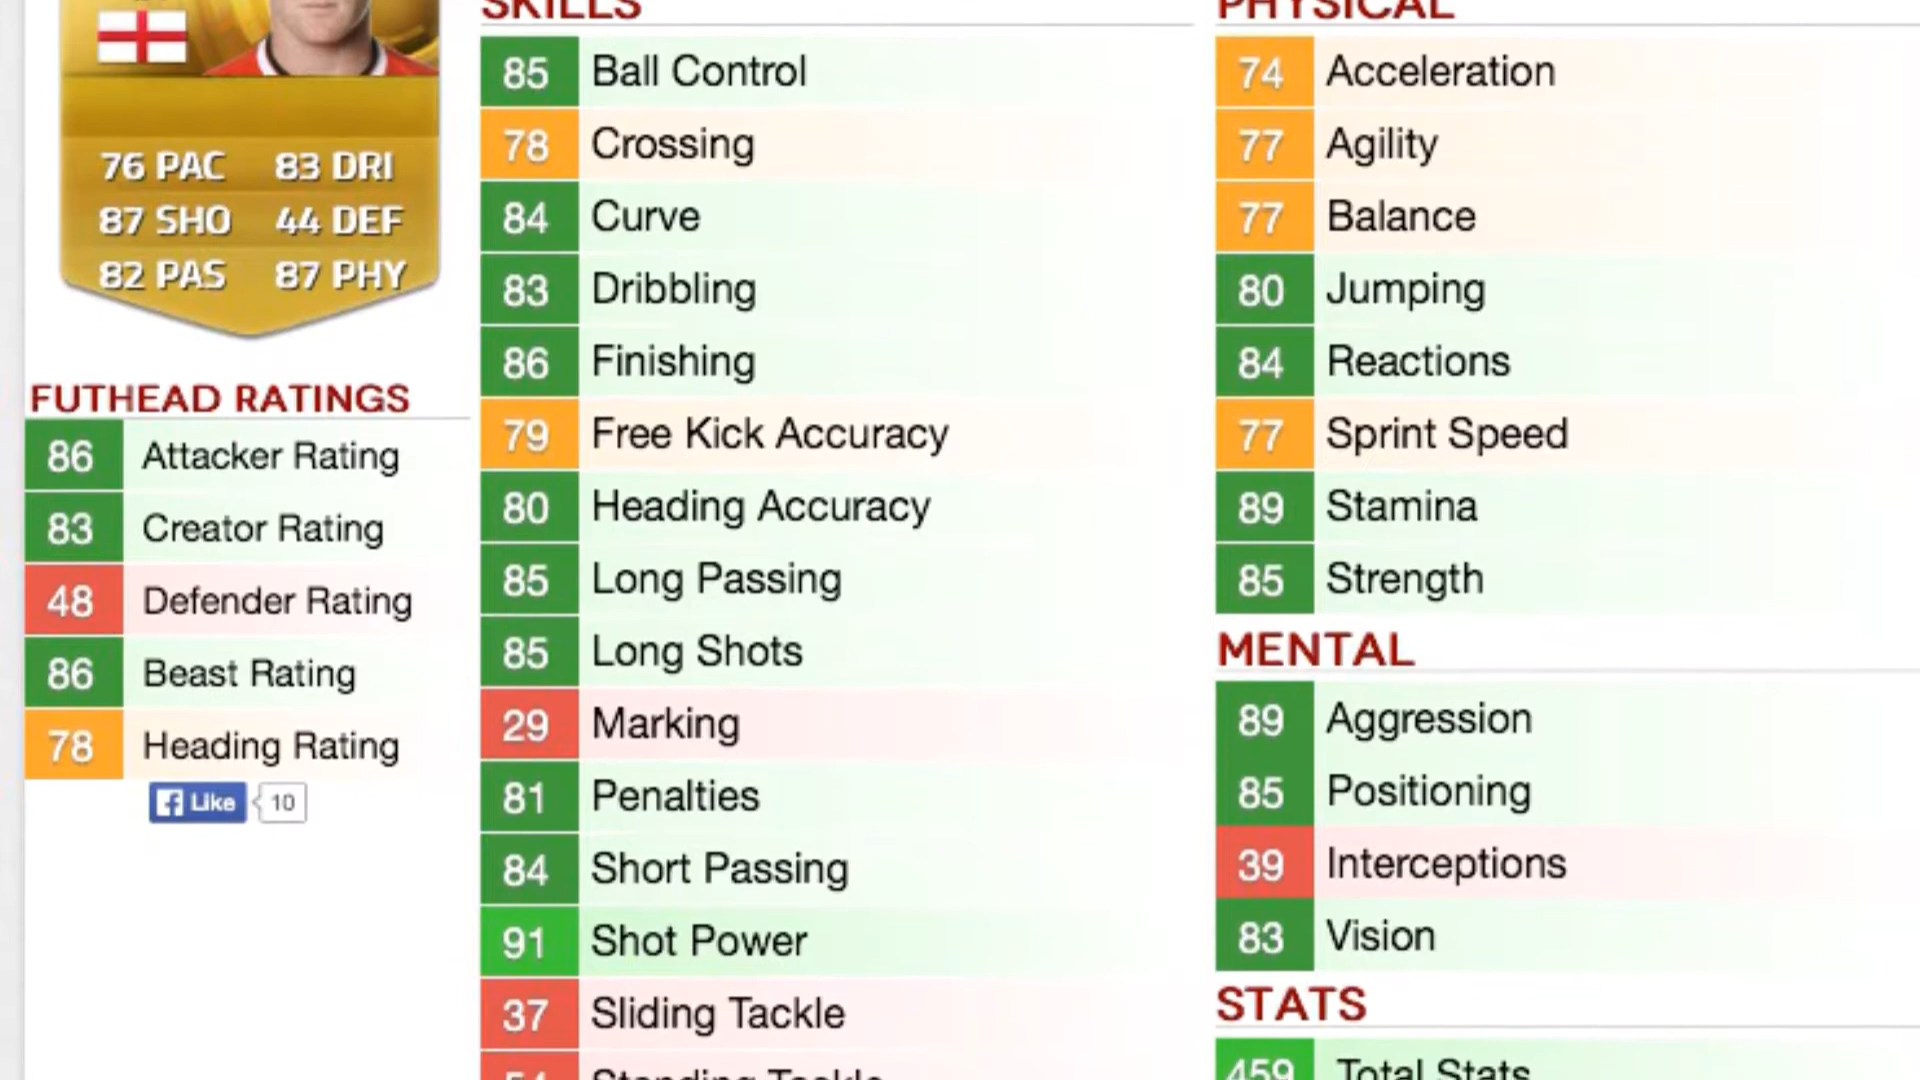 76 PAC 83 DRI
87 SHO 44 DEF
82 PAS 87 PHY
FUTHEAD RATINGS
86 Attacker Rating
83 Creator Rating
48 Defender Rating
86 Beast Rating
78 Heading Rating
Like 10
SKILLS
85 Ball Control
78 Crossing
84 Curve
83 Dribbling
86 Finishing
79 Free Kick Accuracy
80 Heading Accuracy
85 Long Passing
85 Long Shots
29 Marking
81 Penalties
84 Short Passing
91 Shot Power
37 Sliding Tackle
54 Standing Tackle
PHYSICAL
74 Acceleration
77 Agility
77 Balance
80 Jumping
84 Reactions
77 Sprint Speed
89 Stamina
85 Strength
MENTAL
89 Aggression
85 Positioning
39 Interceptions
83 Vision
STATS
459 Total Stats